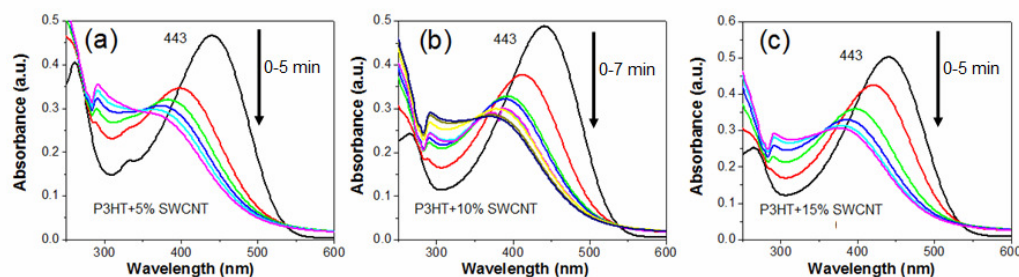 (a)
443
0-5 min
P3HT+5% SWCNT
Absorbance (a.u.)
0.5
0.4
0.3
0.2
0.1
0.0
300 400 500 600
Wavelength (nm)
(b)
443
0-7 min
P3HT+10% SWCNT
Absorbance (a.u.)
0.5
0.4
0.3
0.2
0.1
0.0
300 400 500 600
Wavelength (nm)
(c)
443
0-5 min
P3HT+15% SWCNT
Absorbance (a.u.)
0.6
0.5
0.4
0.3
0.2
0.1
0.0
300 400 500 600
Wavelength (nm)